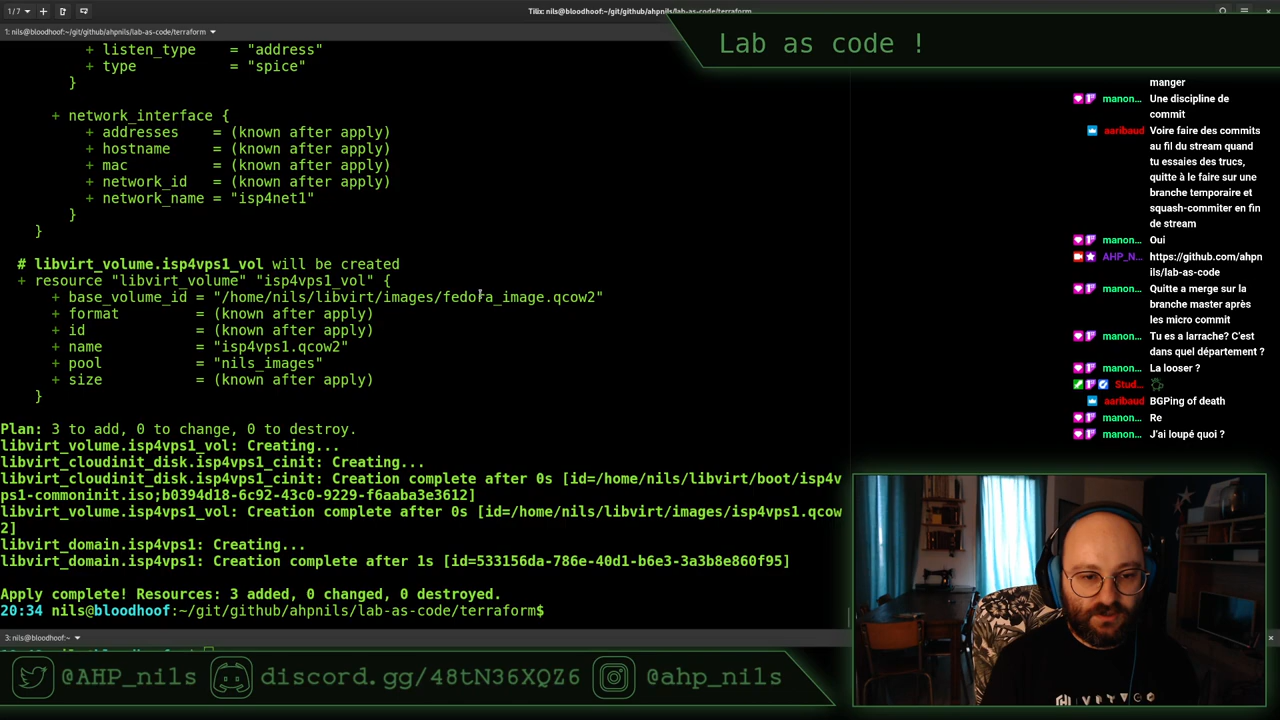 1/7
Tilix: nils@bloodhoof:~/git/github/ahpnils/lab-as-code/terraform
1: nils@bloodhoof:~/git/github/ahpnils/lab-as-code/terraform
Lab as code !
+ listen_type    = "address"
+ type           = "spice"
}
+ network_interface {
+ addresses    = (known after apply)
+ hostname     = (known after apply)
+ mac          = (known after apply)
+ network_id   = (known after apply)
+ network_name = "isp4net1"
}
}
# libvirt_volume.isp4vps1_vol will be created
+ resource "libvirt_volume" "isp4vps1_vol" {
+ base_volume_id = "/home/nils/libvirt/images/fedora_image.qcow2"
+ format         = (known after apply)
+ id             = (known after apply)
+ name           = "isp4vps1.qcow2"
+ pool           = "nils_images"
+ size           = (known after apply)
}
Plan: 3 to add, 0 to change, 0 to destroy.
libvirt_volume.isp4vps1_vol: Creating...
libvirt_cloudinit_disk.isp4vps1_cinit: Creating...
libvirt_cloudinit_disk.isp4vps1_cinit: Creation complete after 0s [id=/home/nils/libvirt/boot/isp4v
ps1-commoninit.iso;b0394d18-6c92-43c0-9229-f6aaba3e3612]
libvirt_volume.isp4vps1_vol: Creation complete after 0s [id=/home/nils/libvirt/images/isp4vps1.qcow
2]
libvirt_domain.isp4vps1: Creating...
libvirt_domain.isp4vps1: Creation complete after 1s [id=533156da-786e-40d1-b6e3-3a3b8e860f95]
Apply complete! Resources: 3 added, 0 changed, 0 destroyed.
20:34 nils@bloodhoof:~/git/github/ahpnils/lab-as-code/terraform$
3: nils@bloodhoof:~
manger
manon... Une discipline de
commit
aaribaud Voire faire des commits
au fil du stream quand
tu essaies des trucs,
quitte à le faire sur une
branche temporaire et
squash-commiter en fin
de stream
manon... Oui
AHP_N... https://github.com/ahpn
ils/lab-as-code
manon... Quitte a merge sur la
branche master après
les micro commit
manon... Tu es a larrache? C'est
dans quel département ?
manon... La looser ?
Stud...
aaribaud BGPing of death
manon... Re
manon... J'ai loupé quoi ?
@AHP_nils
discord.gg/48tN36XQZ6
@ahp_nils